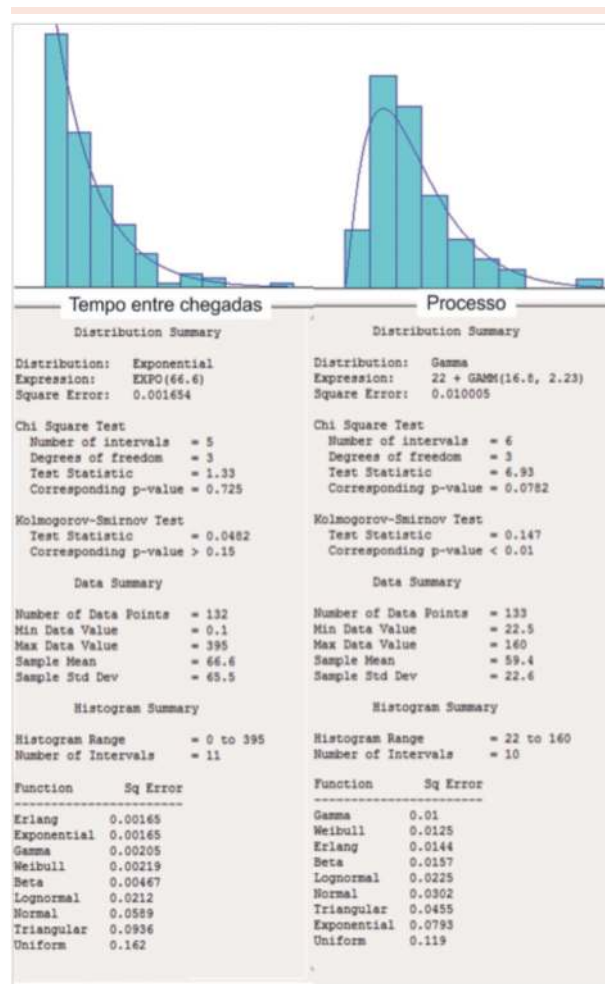 Tempo entre chegadas
Distribution Summary
Distribution: Exponential
Expression: EXPO(66.6)
Square Error: 0.001654
Chi Square Test
Number of intervals = 5
Degrees of freedom = 3
Test Statistic = 1.33
Corresponding p-value = 0.725
Kolmogorov-Smirnov Test
Test Statistic = 0.0482
Corresponding p-value > 0.15
Data Summary
Number of Data Points = 132
Min Data Value = 0.1
Max Data Value = 395
Sample Mean = 66.6
Sample Std Dev = 65.5
Histogram Summary
Histogram Range = 0 to 395
Number of Intervals = 11
Function Sq Error
------------------------
Erlang 0.00165
Exponential 0.00165
Gamma 0.00205
Weibull 0.00219
Beta 0.00467
Lognormal 0.0212
Normal 0.0589
Triangular 0.0936
Uniform 0.162
Processo
Distribution Summary
Distribution: Gamma
Expression: 22 + GAMM(16.8, 2.23)
Square Error: 0.010005
Chi Square Test
Number of intervals = 6
Degrees of freedom = 3
Test Statistic = 6.93
Corresponding p-value = 0.0782
Kolmogorov-Smirnov Test
Test Statistic = 0.147
Corresponding p-value < 0.01
Data Summary
Number of Data Points = 133
Min Data Value = 22.5
Max Data Value = 160
Sample Mean = 59.4
Sample Std Dev = 22.6
Histogram Summary
Histogram Range = 22 to 160
Number of Intervals = 10
Function Sq Error
------------------------
Gamma 0.01
Weibull 0.0125
Erlang 0.0144
Beta 0.0157
Lognormal 0.0225
Normal 0.0302
Triangular 0.0455
Exponential 0.0793
Uniform 0.119